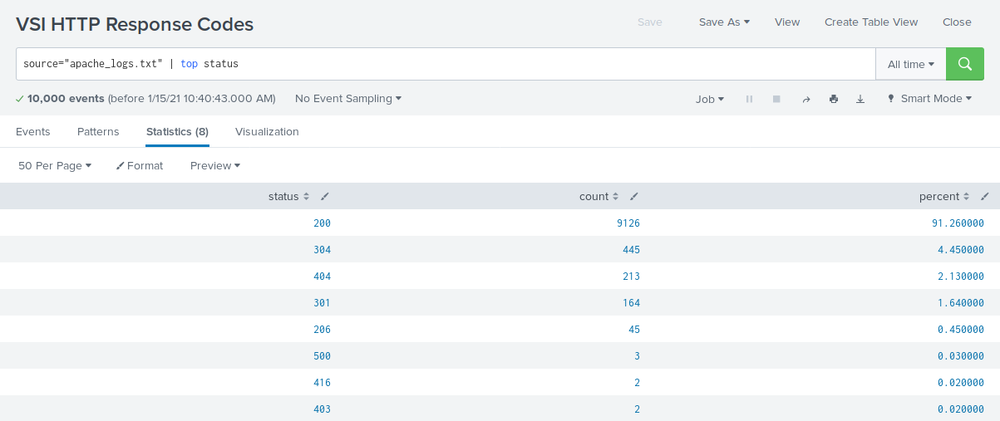 VSI HTTP Response Codes
Save Save As View Create Table View Close
source="apache_logs.txt" | top status
All time
10,000 events (before 1/15/21 10:40:43.000 AM) No Event Sampling Job Smart Mode
Events Patterns Statistics (8) Visualization
50 Per Page Format Preview
status count percent
200 9126 91.260000
304 445 4.450000
404 213 2.130000
301 164 1.640000
206 45 0.450000
500 3 0.030000
416 2 0.020000
403 2 0.020000